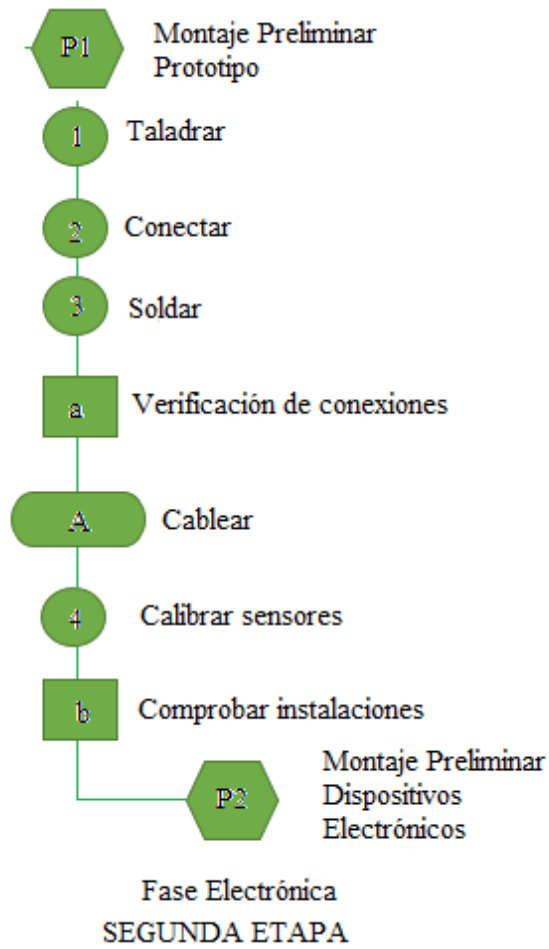 P1
Montaje Preliminar
Prototipo
1
Taladrar
2
Conectar
3
Soldar
a
Verificación de conexiones
A
Cablear
4
Calibrar sensores
b
Comprobar instalaciones
P2
Montaje Preliminar
Dispositivos
Electrónicos
Fase Electrónica
SEGUNDA ETAPA